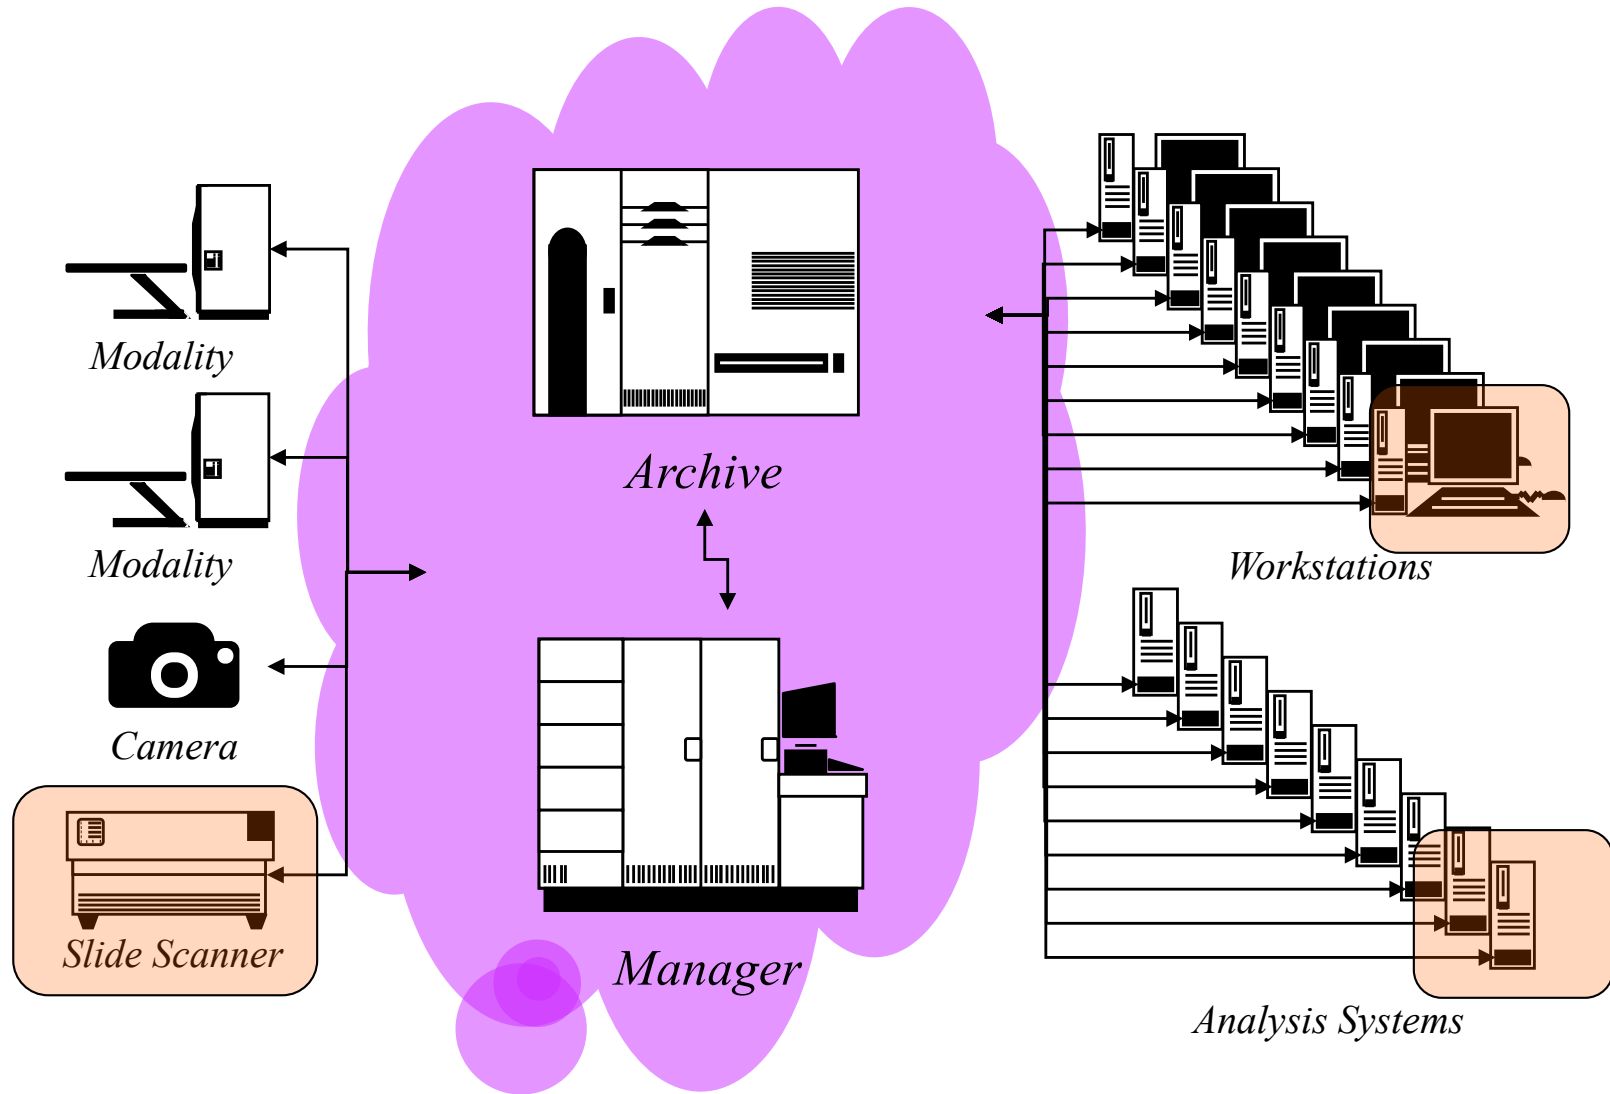 Modality
Modality
Camera
Slide Scanner
Archive
Manager
Workstations
Analysis Systems